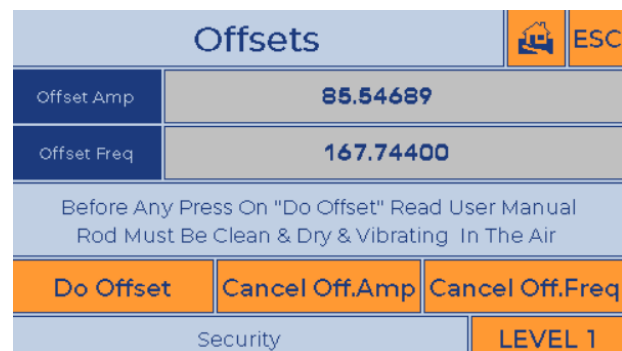 Offsets
ESC
Offset Amp
85.54689
Offset Freq
167.74400
Before Any Press On "Do Offset" Read User Manual
Rod Must Be Clean & Dry & Vibrating In The Air
Do Offset
Cancel Off.Amp
Cancel Off.Freq
Security
LEVEL 1